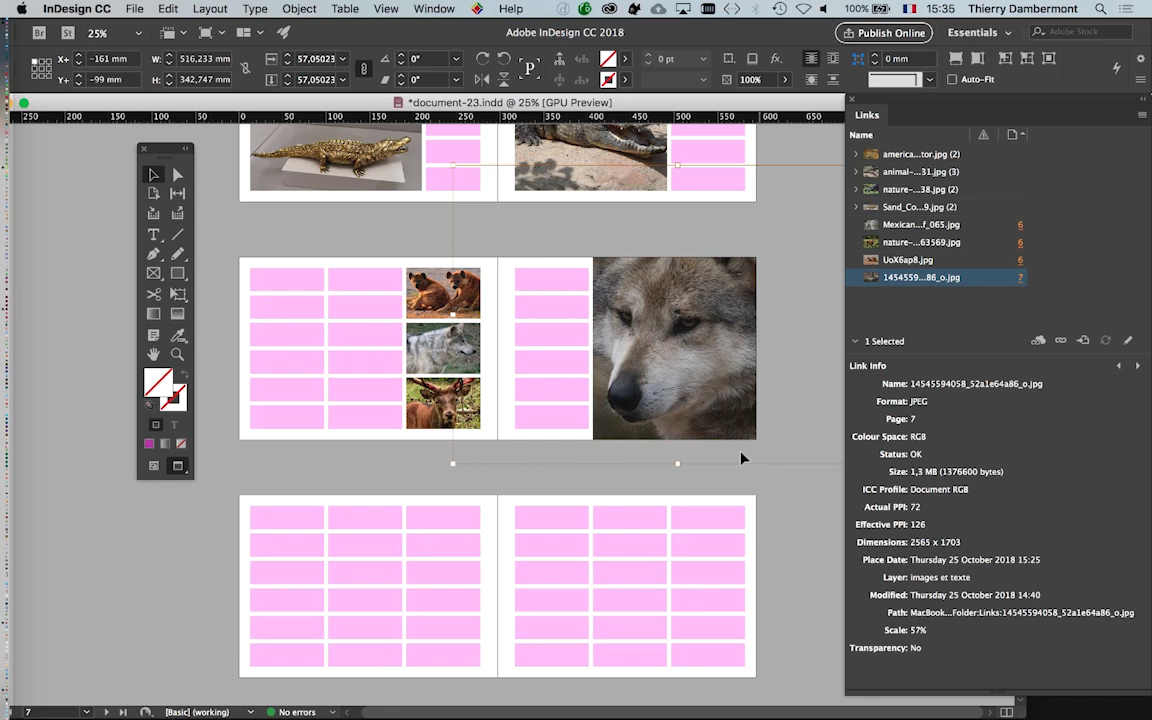 InDesign CC File Edit Layout Type Object Table View Window Help 100% 15:35 Thierry Dambermont
Br St 25% Adobe InDesign CC 2018 Publish Online Essentials Adobe Stock
X+ -161 mm W: 516,233 mm 57,05023 0° P 0 pt fx. 0 mm
Y+ -99 mm H: 342,747 mm 57,05023 0° 100% Auto-Fit
*document-23.indd @ 25% [GPU Preview]
250 200 150 100 50 0 50 100 150 200 250 300 350 400 450 500 550 600 650
Links
Name
america...tor.jpg (2)
animal-...31.jpg (3)
nature-...38.jpg (2)
Sand_Co...9.jpg (2)
Mexican...f_065.jpg 6
nature-...63569.jpg 6
UoX6ap8.jpg 6
1454559...86_o.jpg 7
1 Selected
Link Info
Name: 14545594058_52a1e64a86_o.jpg
Format: JPEG
Page: 7
Colour Space: RGB
Status: OK
Size: 1,3 MB (1376600 bytes)
ICC Profile: Document RGB
Actual PPI: 72
Effective PPI: 126
Dimensions: 2565 x 1703
Place Date: Thursday 25 October 2018 15:25
Layer: images et texte
Modified: Thursday 25 October 2018 14:40
Path: MacBook...Folder:Links:14545594058_52a1e64a86_o.jpg
Scale: 57%
Transparency: No
7 [Basic] (working) No errors